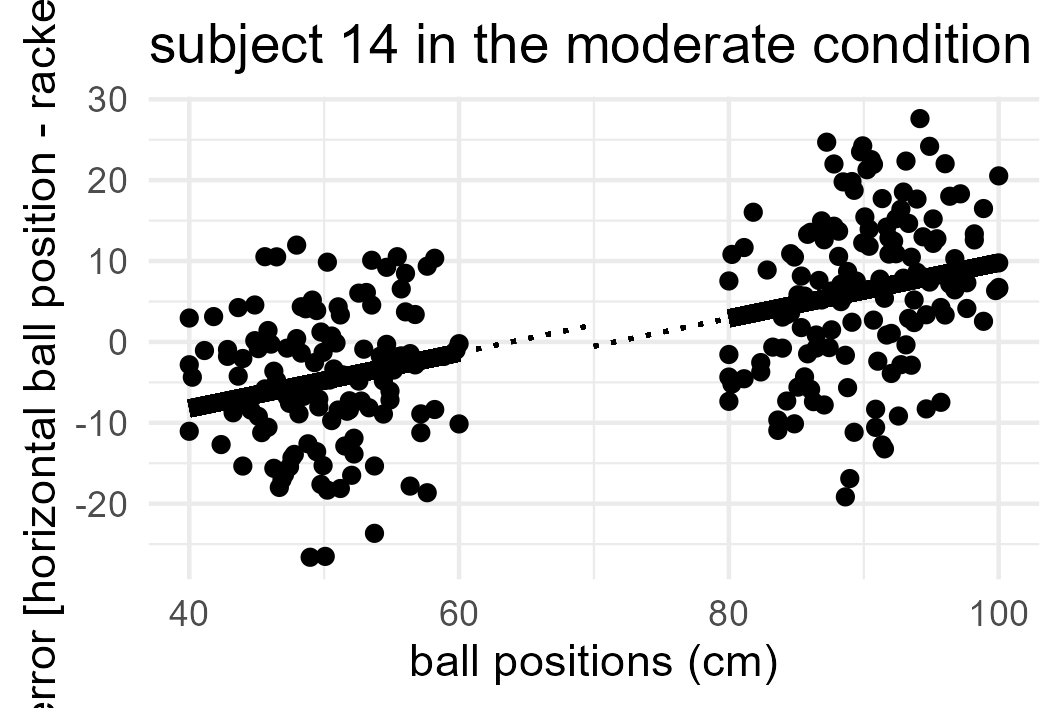 subject 14 in the moderate condition
error [horizontal ball position -
30
20
10
0
-10
-20
40 60 80 100
ball positions (cm)